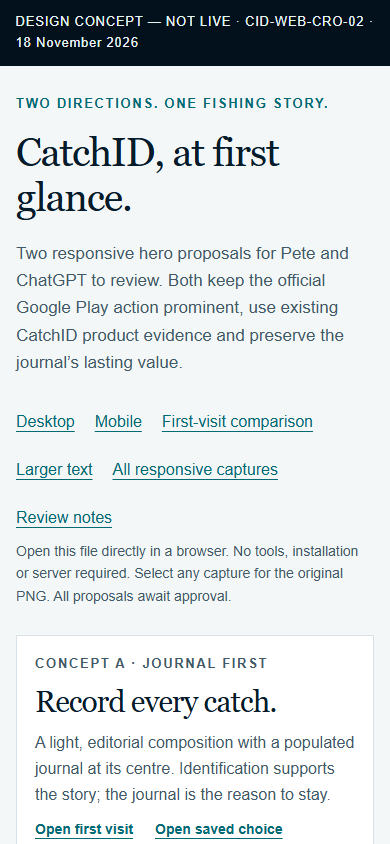 DESIGN CONCEPT — NOT LIVE · CID-WEB-CRO-02 ·
18 November 2026
TWO DIRECTIONS. ONE FISHING STORY.
CatchID, at first
glance.
Two responsive hero proposals for Pete and
ChatGPT to review. Both keep the official
Google Play action prominent, use existing
CatchID product evidence and preserve the
journal’s lasting value.
Desktop Mobile First-visit comparison
Larger text All responsive captures
Review notes
Open this file directly in a browser. No tools, installation
or server required. Select any capture for the original
PNG. All proposals await approval.
CONCEPT A · JOURNAL FIRST
Record every catch.
A light, editorial composition with a populated
journal at its centre. Identification supports
the story; the journal is the reason to stay.
Open first visit Open saved choice